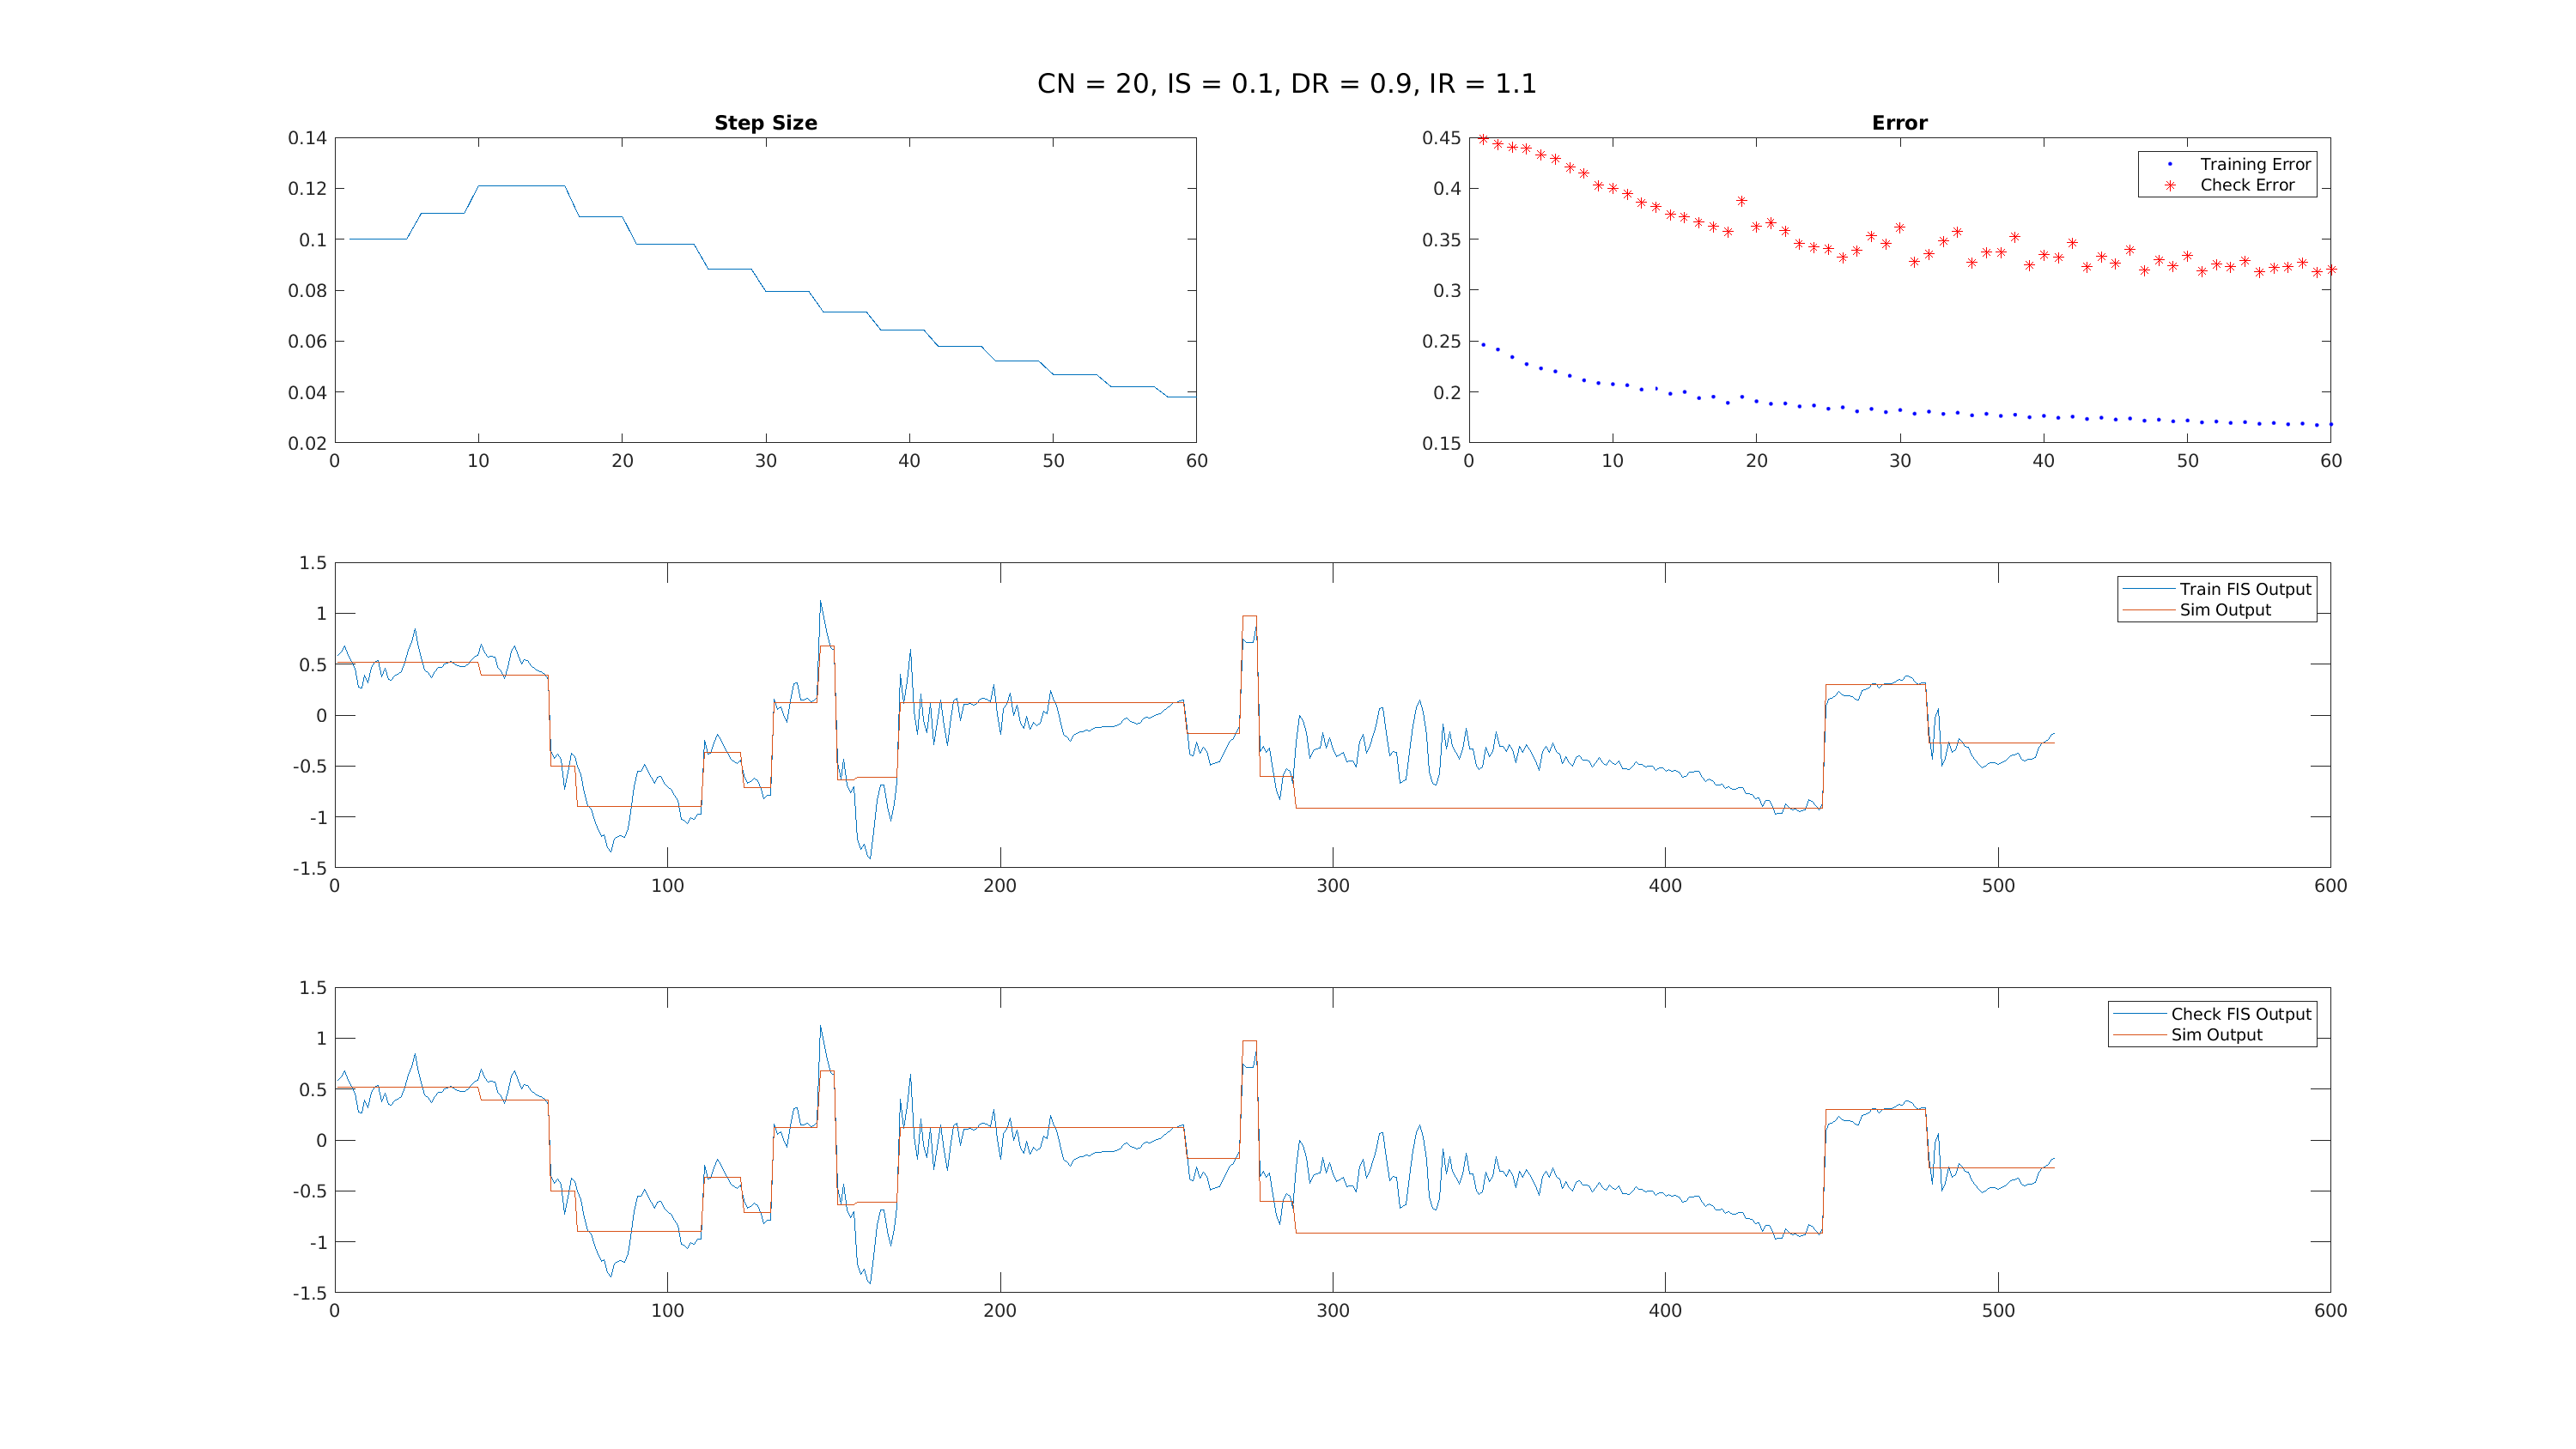 CN = 20, IS = 0.1, DR = 0.9, IR = 1.1
Step Size
0.14
0.12
0.1
0.08
0.06
0.04
0.02
0 10 20 30 40 50 60
Error
0.45
0.4
0.35
0.3
0.25
0.2
0.15
0 10 20 30 40 50 60
Training Error
Check Error
1.5
1
0.5
0
-0.5
-1
-1.5
0 100 200 300 400 500 600
Train FIS Output
Sim Output
1.5
1
0.5
0
-0.5
-1
-1.5
0 100 200 300 400 500 600
Check FIS Output
Sim Output